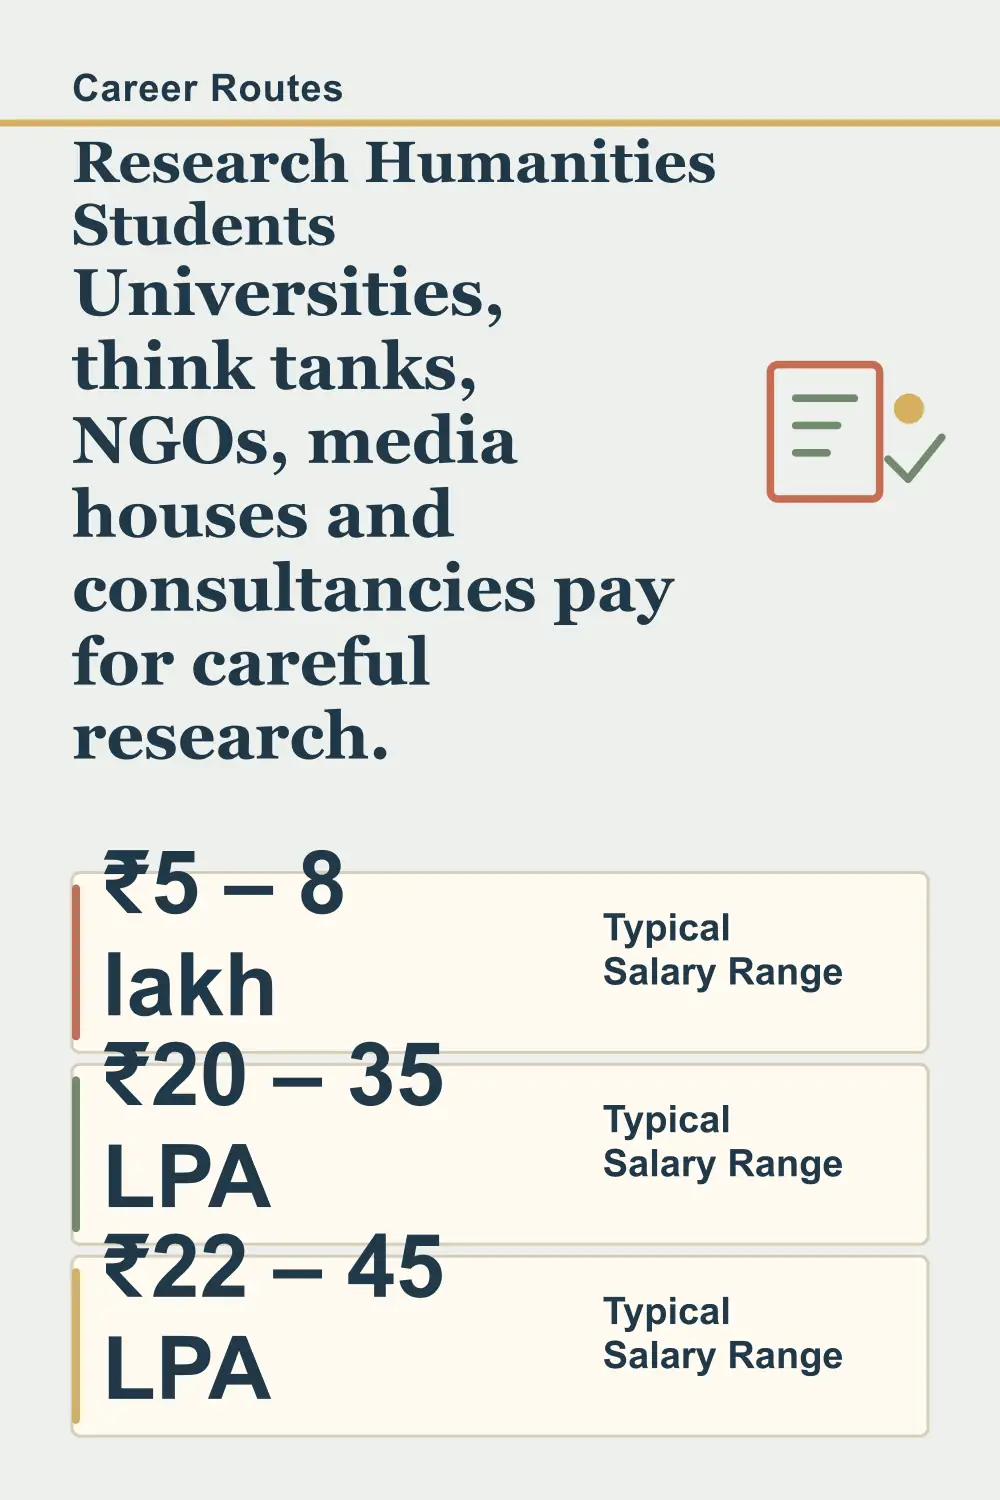 Career Routes
Research Humanities
Students
Universities,
think tanks,
NGOs, media
houses and
consultancies pay
for careful
research.
₹5 – 8
lakh
Typical
Salary Range
₹20 – 35
LPA
Typical
Salary Range
₹22 – 45
LPA
Typical
Salary Range